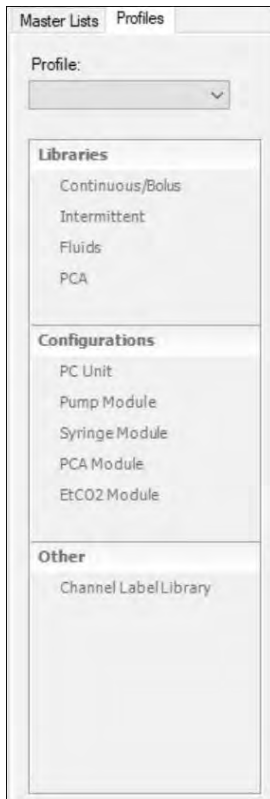 Master Lists Profiles
Profile:
Libraries
Continuous/Bolus
Intermittent
Fluids
PCA
Configurations
PC Unit
Pump Module
Syringe Module
PCA Module
EtCO2 Module
Other
Channel Label Library